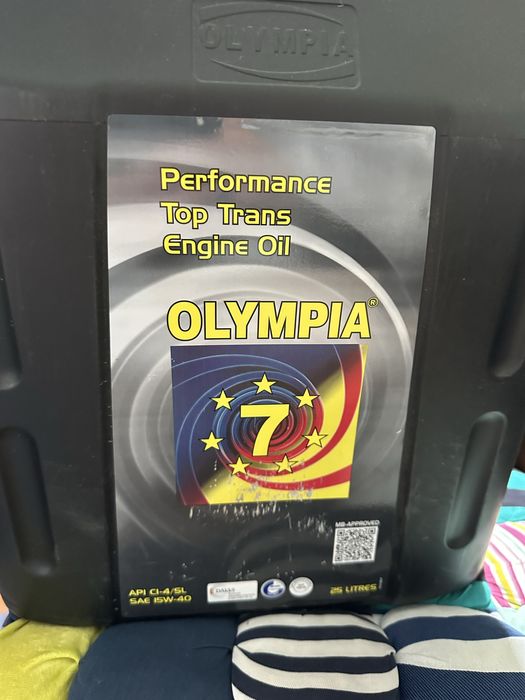 OLYMPIA
Performance
Top Trans
Engine Oil
OLYMPIA®
7
MB-APPROVED
API CI-4/SL
SAE 15W-40
25 LITRES